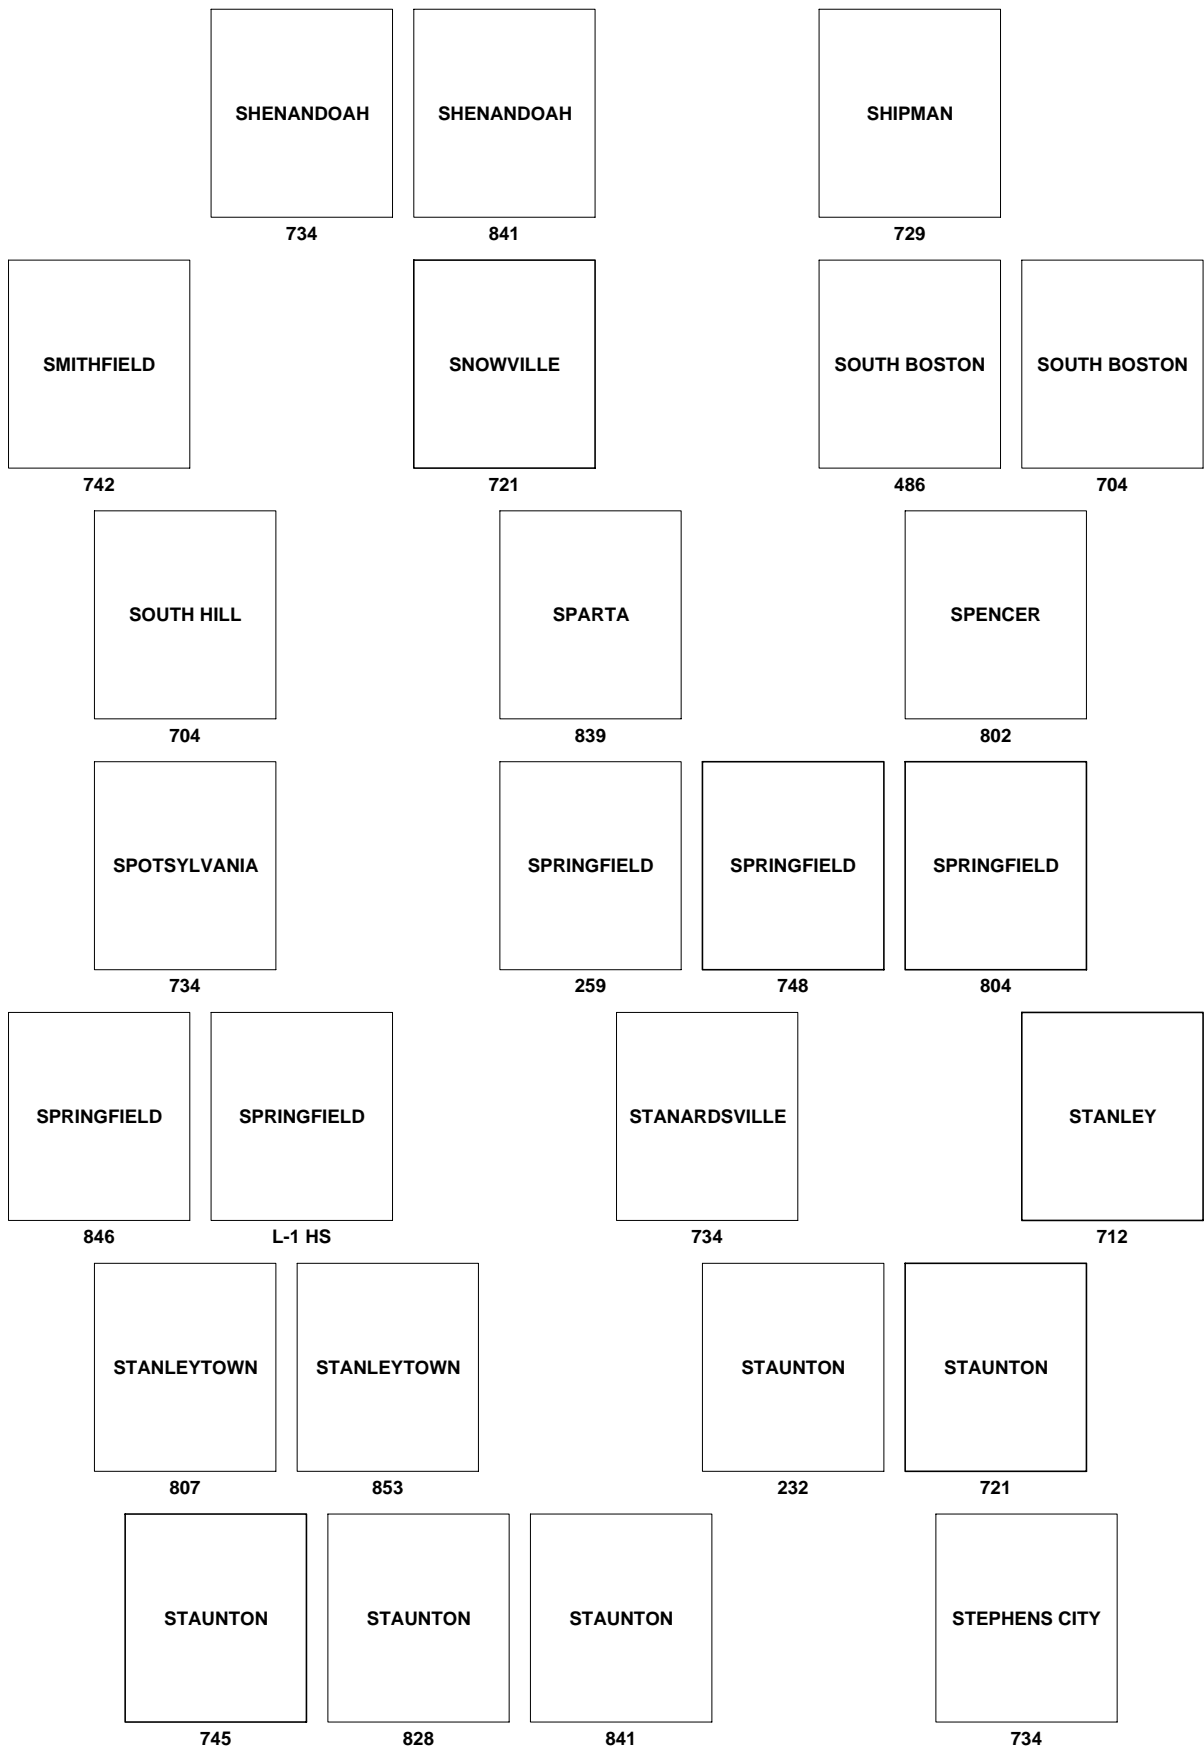 SHENANDOAH SHENANDOAH SHIPMAN
734 841 729
SMITHFIELD SNOWVILLE SOUTH BOSTON SOUTH BOSTON
742 721 486 704
SOUTH HILL SPARTA SPENCER
704 839 802
SPOTSYLVANIA SPRINGFIELD SPRINGFIELD SPRINGFIELD
734 259 748 804
SPRINGFIELD SPRINGFIELD STANARDSVILLE STANLEY
846 L-1 HS 734 712
STANLEYTOWN STANLEYTOWN STAUNTON STAUNTON
807 853 232 721
STAUNTON STAUNTON STAUNTON STEPHENS CITY
745 828 841 734